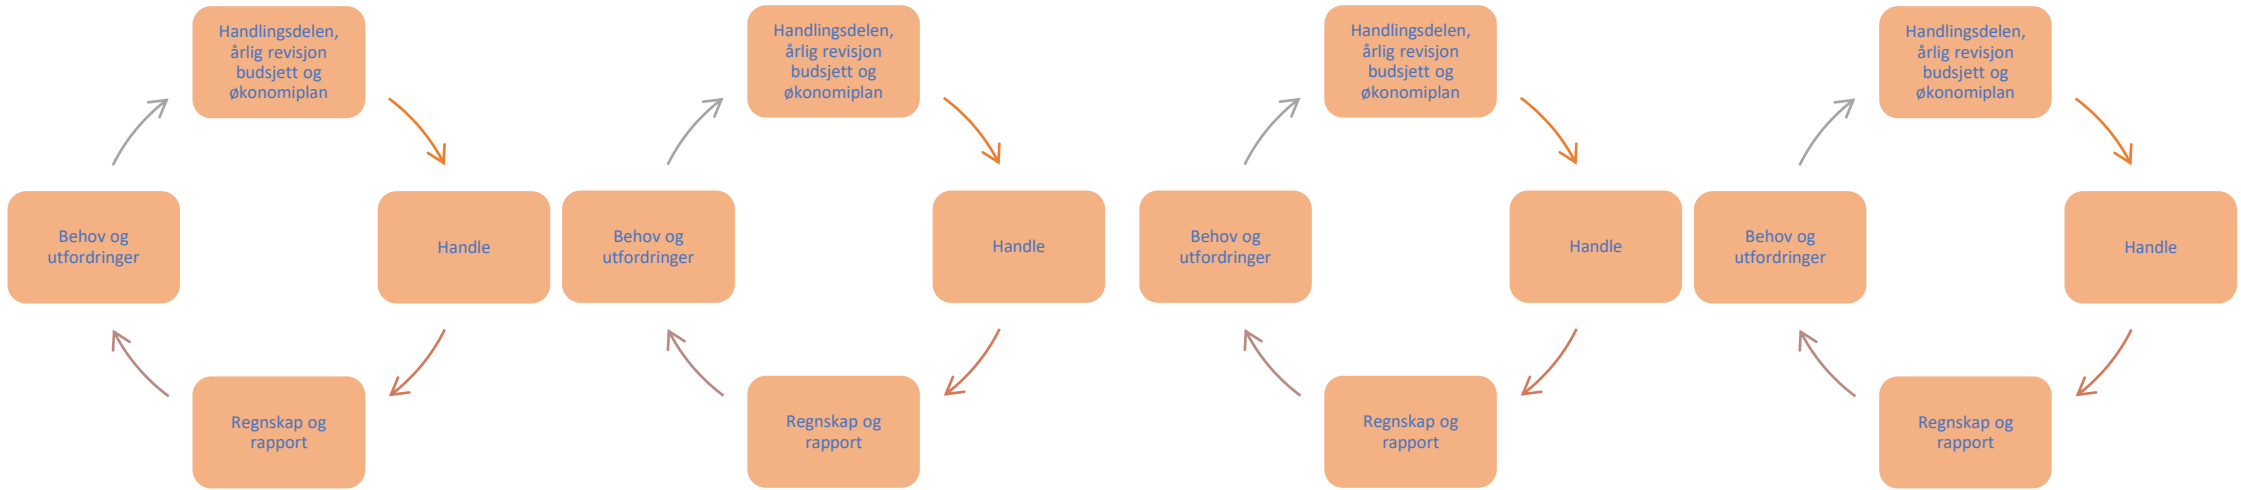 Handlingsdelen,
årlig revisjon
budsjett og
økonomiplan
Handle
Regnskap og
rapport
Behov og
utfordringer
Handlingsdelen,
årlig revisjon
budsjett og
økonomiplan
Handle
Regnskap og
rapport
Behov og
utfordringer
Handlingsdelen,
årlig revisjon
budsjett og
økonomiplan
Handle
Regnskap og
rapport
Behov og
utfordringer
Handlingsdelen,
årlig revisjon
budsjett og
økonomiplan
Handle
Regnskap og
rapport
Behov og
utfordringer